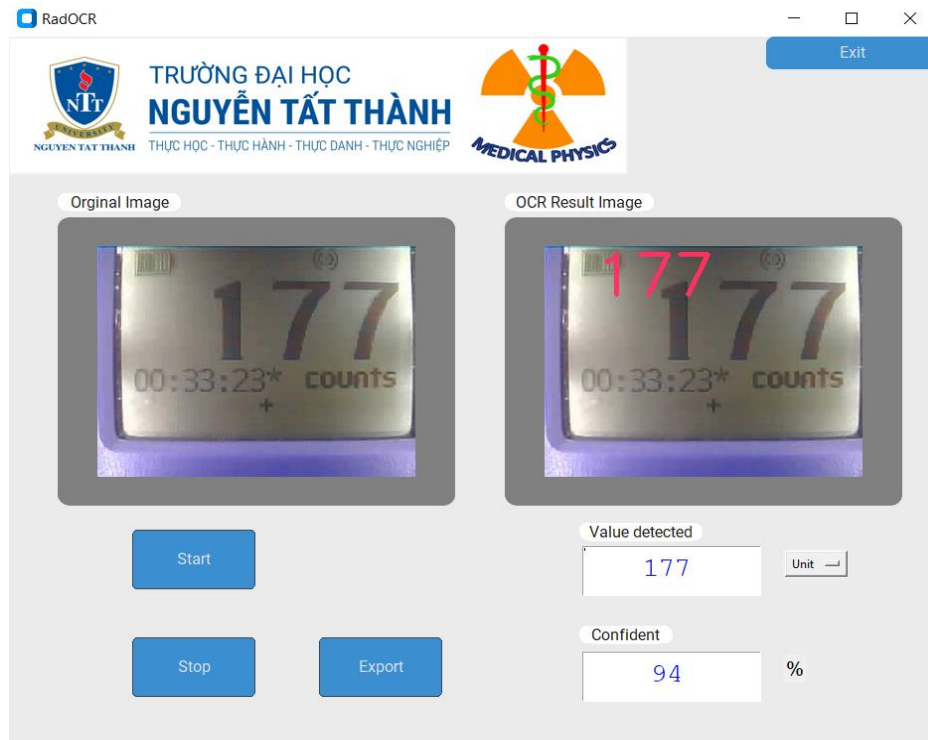 RadOCR
Exit
NTT
UNIVERSITY
NGUYEN TAT THANH
TRƯỜNG ĐẠI HỌC
NGUYỄN TẤT THÀNH
THỰC HỌC - THỰC HÀNH - THỰC DANH - THỰC NGHIỆP
MEDICAL PHYSICS
Orginal Image
OCR Result Image
177
00:33:23* counts
+
177
177
00:33:23* counts
+
Start
Value detected
177
Unit
Stop
Export
Confident
94
%